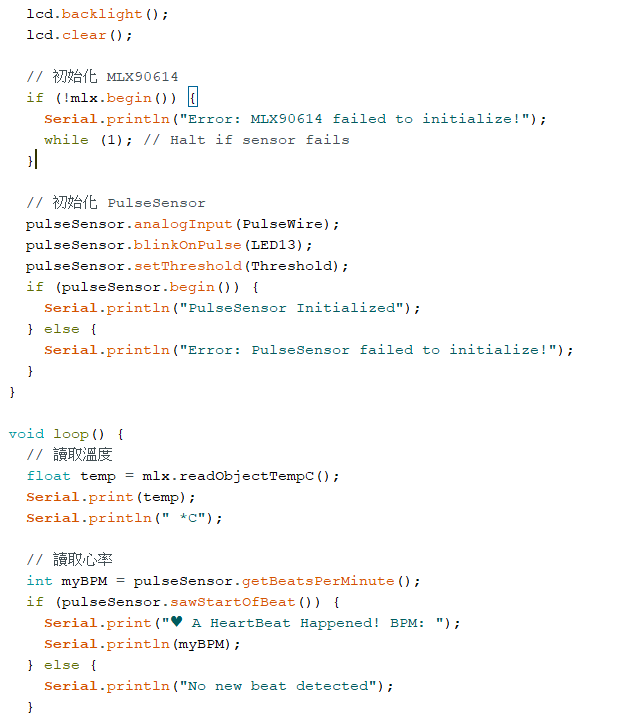 lcd.backlight();
lcd.clear();
// 初始化 MLX90614
if (!mlx.begin()) {
Serial.println("Error: MLX90614 failed to initialize!");
while (1); // Halt if sensor fails
}
// 初始化 PulseSensor
pulseSensor.analogInput(PulseWire);
pulseSensor.blinkOnPulse(LED13);
pulseSensor.setThreshold(Threshold);
if (pulseSensor.begin()) {
Serial.println("PulseSensor Initialized");
} else {
Serial.println("Error: PulseSensor failed to initialize!");
}
}
void loop() {
// 讀取溫度
float temp = mlx.readObjectTempC();
Serial.print(temp);
Serial.println(" *C");
// 讀取心率
int myBPM = pulseSensor.getBeatsPerMinute();
if (pulseSensor.sawStartOfBeat()) {
Serial.print("♥ A HeartBeat Happened! BPM: ");
Serial.println(myBPM);
} else {
Serial.println("No new beat detected");
}